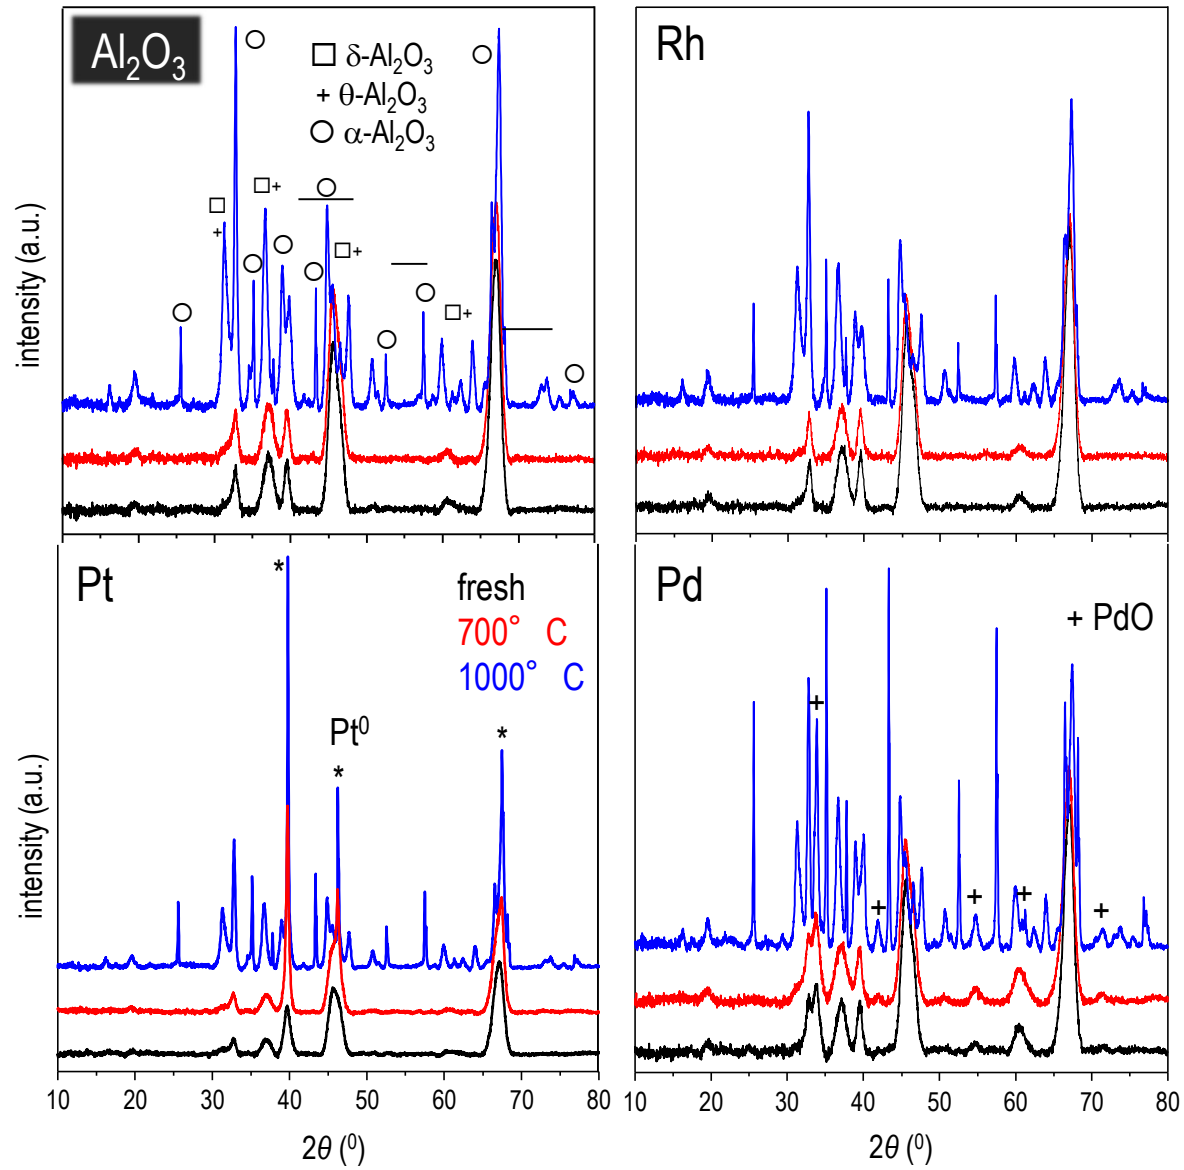 Al₂O₃
□ δ-Al₂O₃
+ θ-Al₂O₃
○ α-Al₂O₃
□+
□
+
□+
□+
intensity (a.u.)
Rh
Pt
fresh
700° C
1000° C
Pt⁰
*
*
*
intensity (a.u.)
10 20 30 40 50 60 70 80
2θ (⁰)
Pd
+ PdO
+
+ + + +
10 20 30 40 50 60 70 80
2θ (⁰)